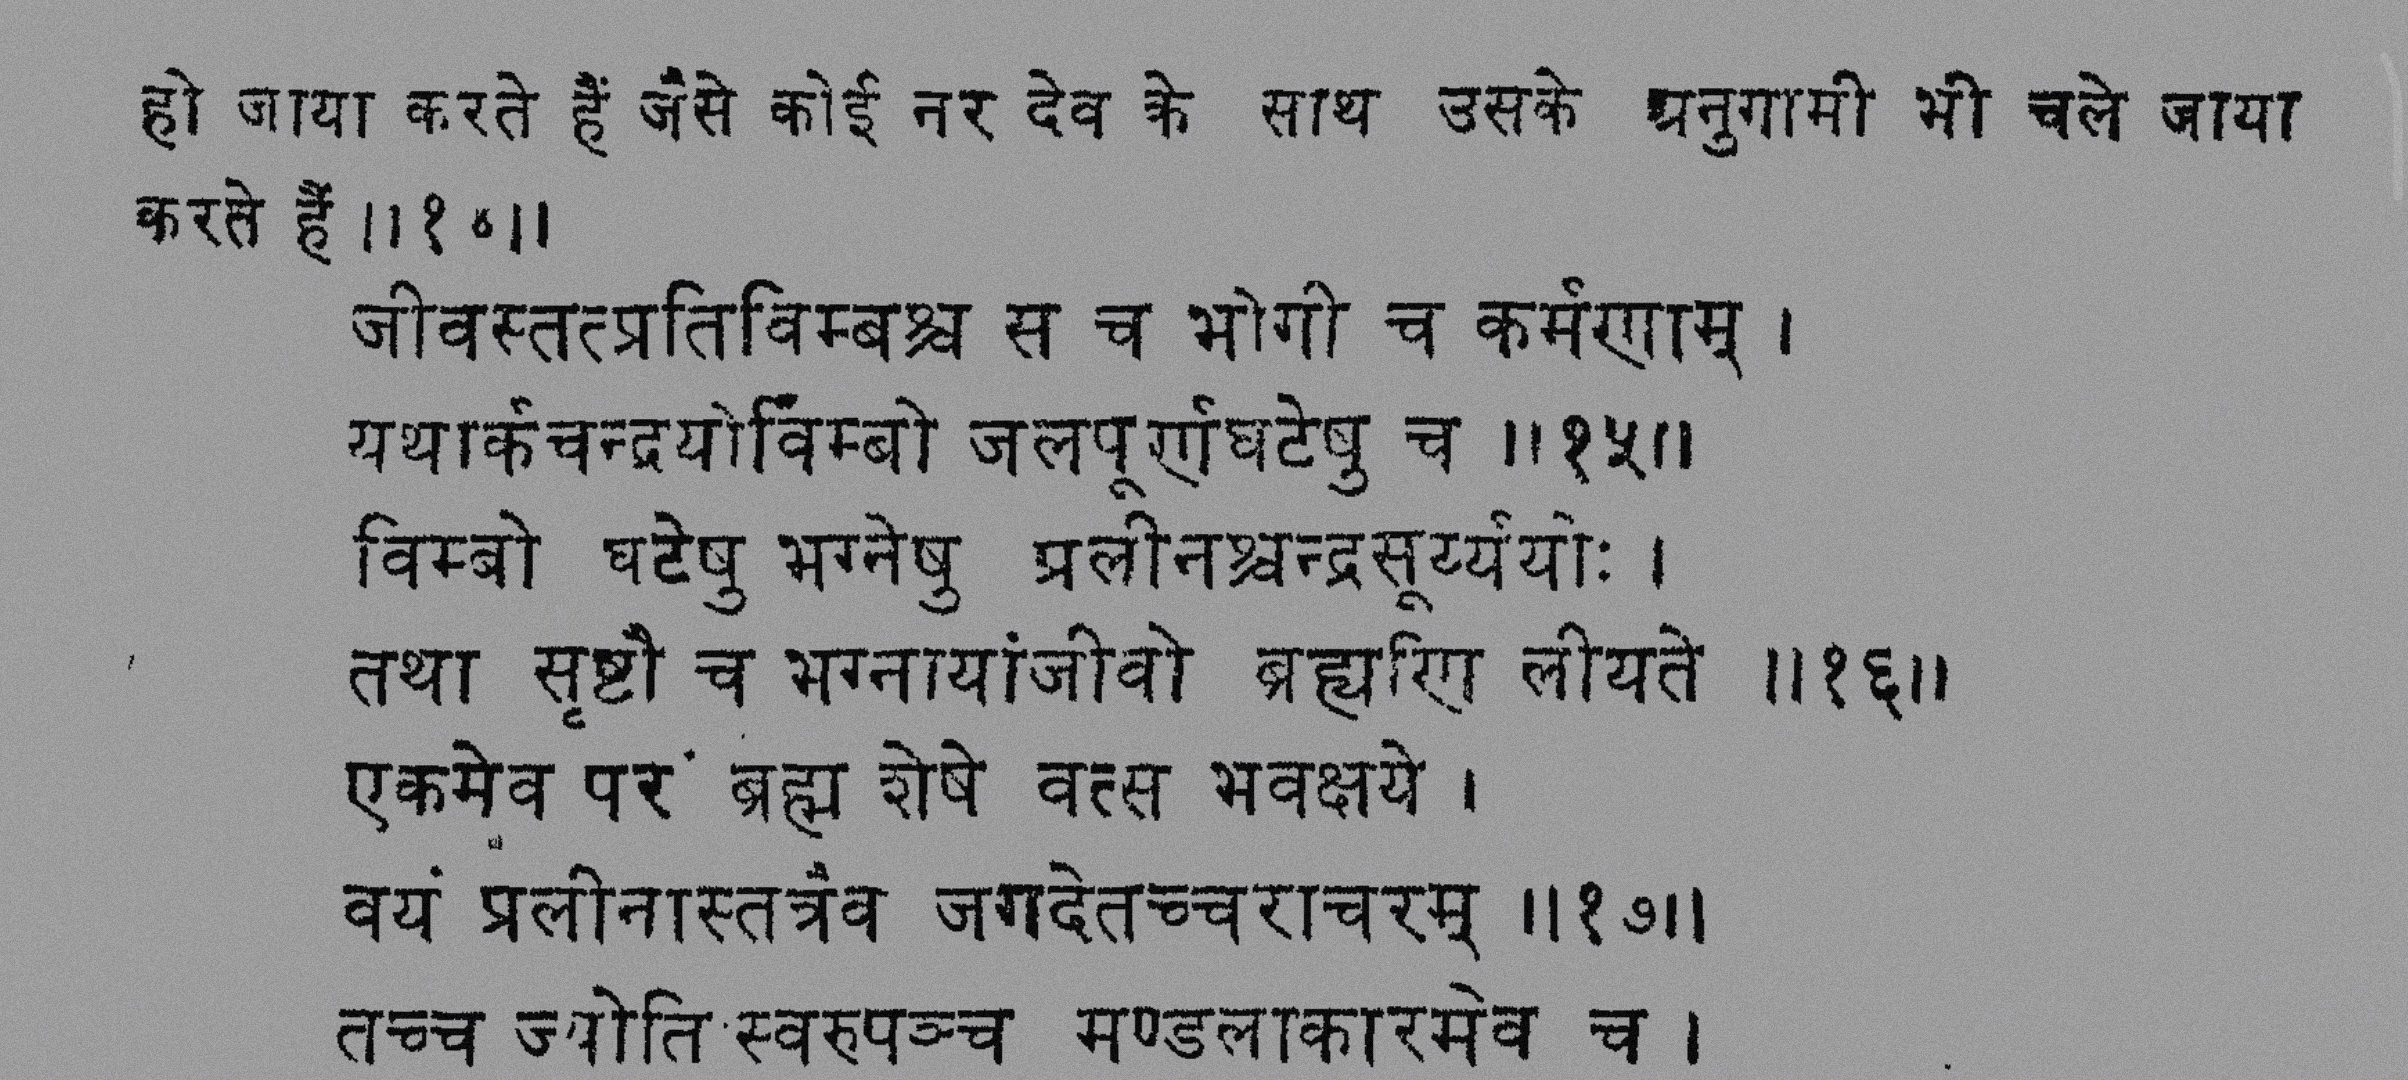 हो जाया करते हैं जैसे कोई नर देव के साथ उसके अनुगामी भी चले जाया
करते हैं ।।१४।।
जीवस्तत्प्रतिविम्बश्च स च भोगी च कर्मणाम् ।
यथार्कचन्द्रयोर्विम्बो जलपूर्णघटेषु च ।।१५।।
विम्बो घटेषु भग्नेषु प्रलीनश्चन्द्रसूर्य्ययोः ।
तथा सृष्टौ च भग्नायांजीवो ब्रह्मणि लीयते ।।१६।।
एकमेव परं ब्रह्म शेषे वत्स भवक्षये ।
वयं प्रलीनास्तत्रैव जगदेतच्चराचरम् ।।१७।।
तच्च ज्योति स्वरुपञ्च मण्डलाकारमेव च ।